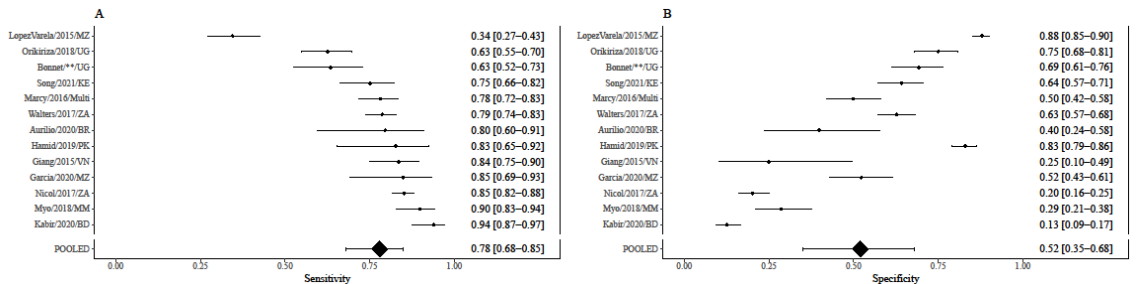 A
LopezVarela/2015/MZ 0.34 [0.27−0.43]
Orikiriza/2018/UG 0.63 [0.55−0.70]
Bonnet/**/UG 0.63 [0.52−0.73]
Song/2021/KE 0.75 [0.66−0.82]
Marcy/2016/Multi 0.78 [0.72−0.83]
Walters/2017/ZA 0.79 [0.74−0.83]
Aurilio/2020/BR 0.80 [0.60−0.91]
Hamid/2019/PK 0.83 [0.65−0.92]
Giang/2015/VN 0.84 [0.75−0.90]
Garcia/2020/MZ 0.85 [0.69−0.93]
Nicol/2017/ZA 0.85 [0.82−0.88]
Myo/2018/MM 0.90 [0.83−0.94]
Kabir/2020/BD 0.94 [0.87−0.97]
POOLED 0.78 [0.68−0.85]
0.00 0.25 0.50 0.75 1.00
Sensitivity
B
LopezVarela/2015/MZ 0.88 [0.85−0.90]
Orikiriza/2018/UG 0.75 [0.68−0.81]
Bonnet/**/UG 0.69 [0.61−0.76]
Song/2021/KE 0.64 [0.57−0.71]
Marcy/2016/Multi 0.50 [0.42−0.58]
Walters/2017/ZA 0.63 [0.57−0.68]
Aurilio/2020/BR 0.40 [0.24−0.58]
Hamid/2019/PK 0.83 [0.79−0.86]
Giang/2015/VN 0.25 [0.10−0.49]
Garcia/2020/MZ 0.52 [0.43−0.61]
Nicol/2017/ZA 0.20 [0.16−0.25]
Myo/2018/MM 0.29 [0.21−0.38]
Kabir/2020/BD 0.13 [0.09−0.17]
POOLED 0.52 [0.35−0.68]
0.00 0.25 0.50 0.75 1.00
Specificity